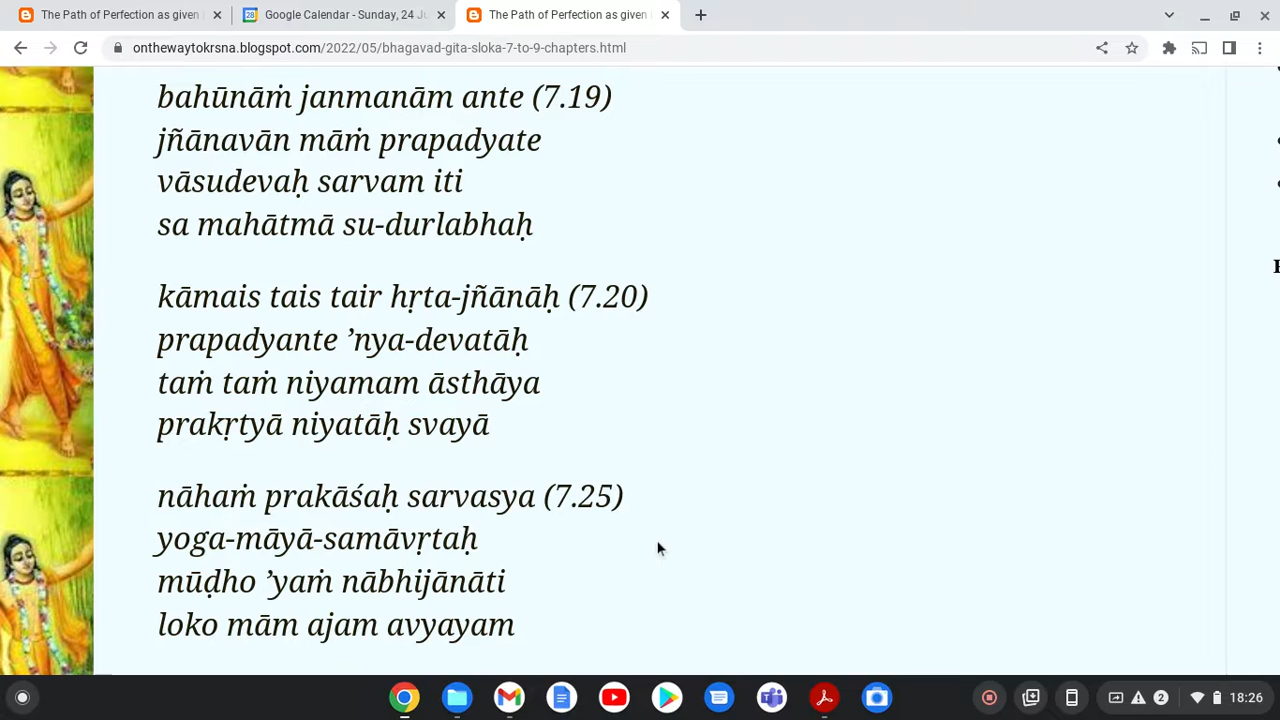 The Path of Perfection as given
Google Calendar - Sunday, 24 J
The Path of Perfection as given
onthewaytokrsna.blogspot.com/2022/05/bhagavad-gita-sloka-7-to-9-chapters.html
bahūnāṁ janmanām ante (7.19)
jñānavān māṁ prapadyate
vāsudevaḥ sarvam iti
sa mahātmā su-durlabhaḥ
kāmais tais tair hṛta-jñānāḥ (7.20)
prapadyante ’nya-devatāḥ
taṁ taṁ niyamam āsthāya
prakṛtyā niyatāḥ svayā
nāhaṁ prakāśaḥ sarvasya (7.25)
yoga-māyā-samāvṛtaḥ
mūḍho ’yaṁ nābhijānāti
loko mām ajam avyayam
2
18:26